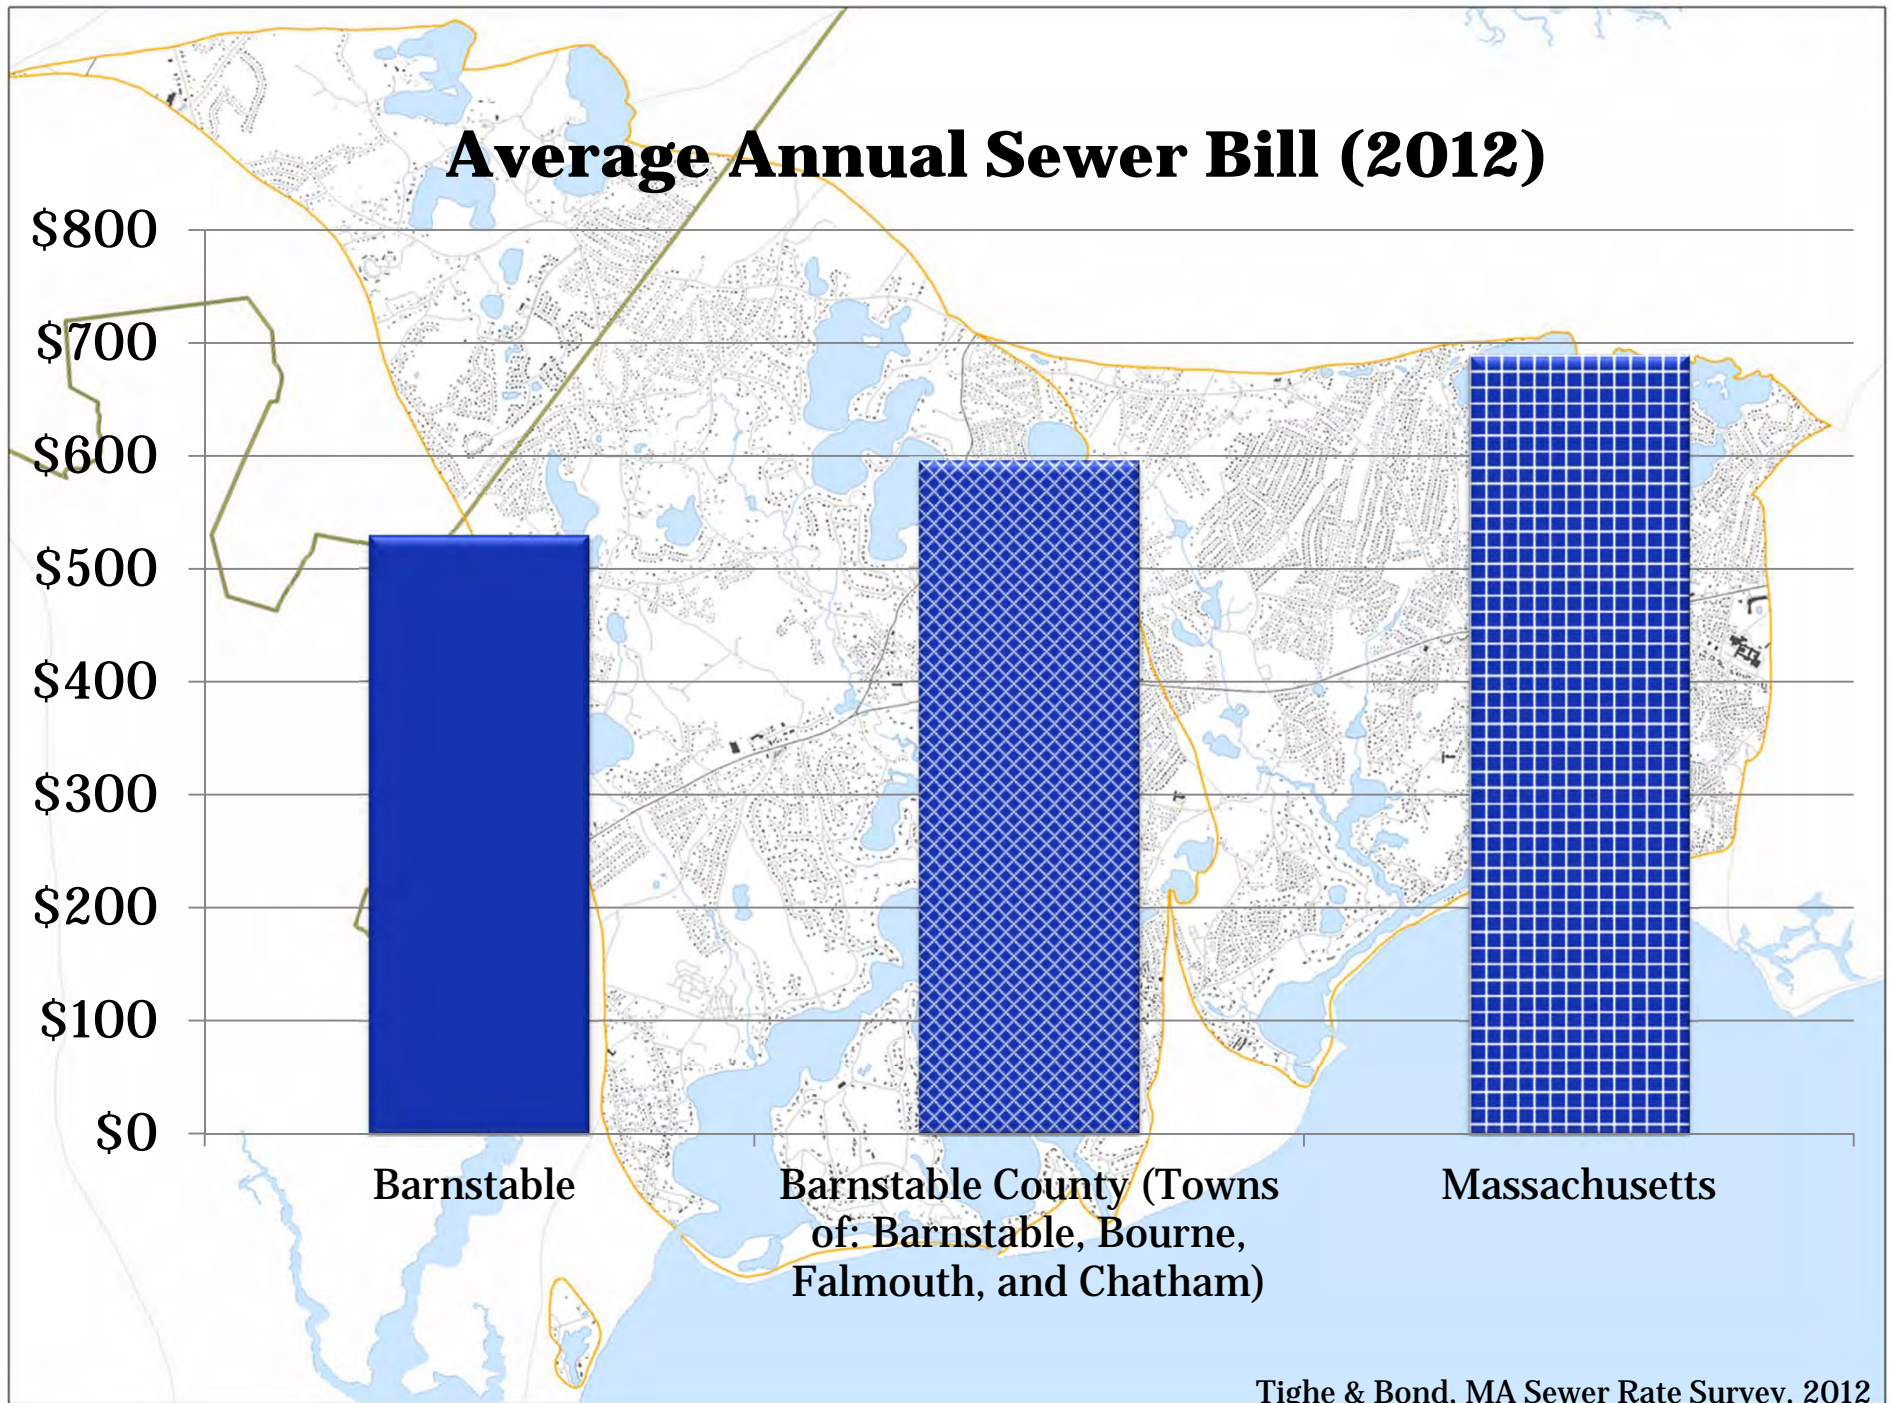 Average Annual Sewer Bill (2012)
$800
$700
$600
$500
$400
$300
$200
$100
$0
Barnstable
Barnstable County (Towns
of: Barnstable, Bourne,
Falmouth, and Chatham)
Massachusetts
Tighe & Bond, MA Sewer Rate Survey, 2012